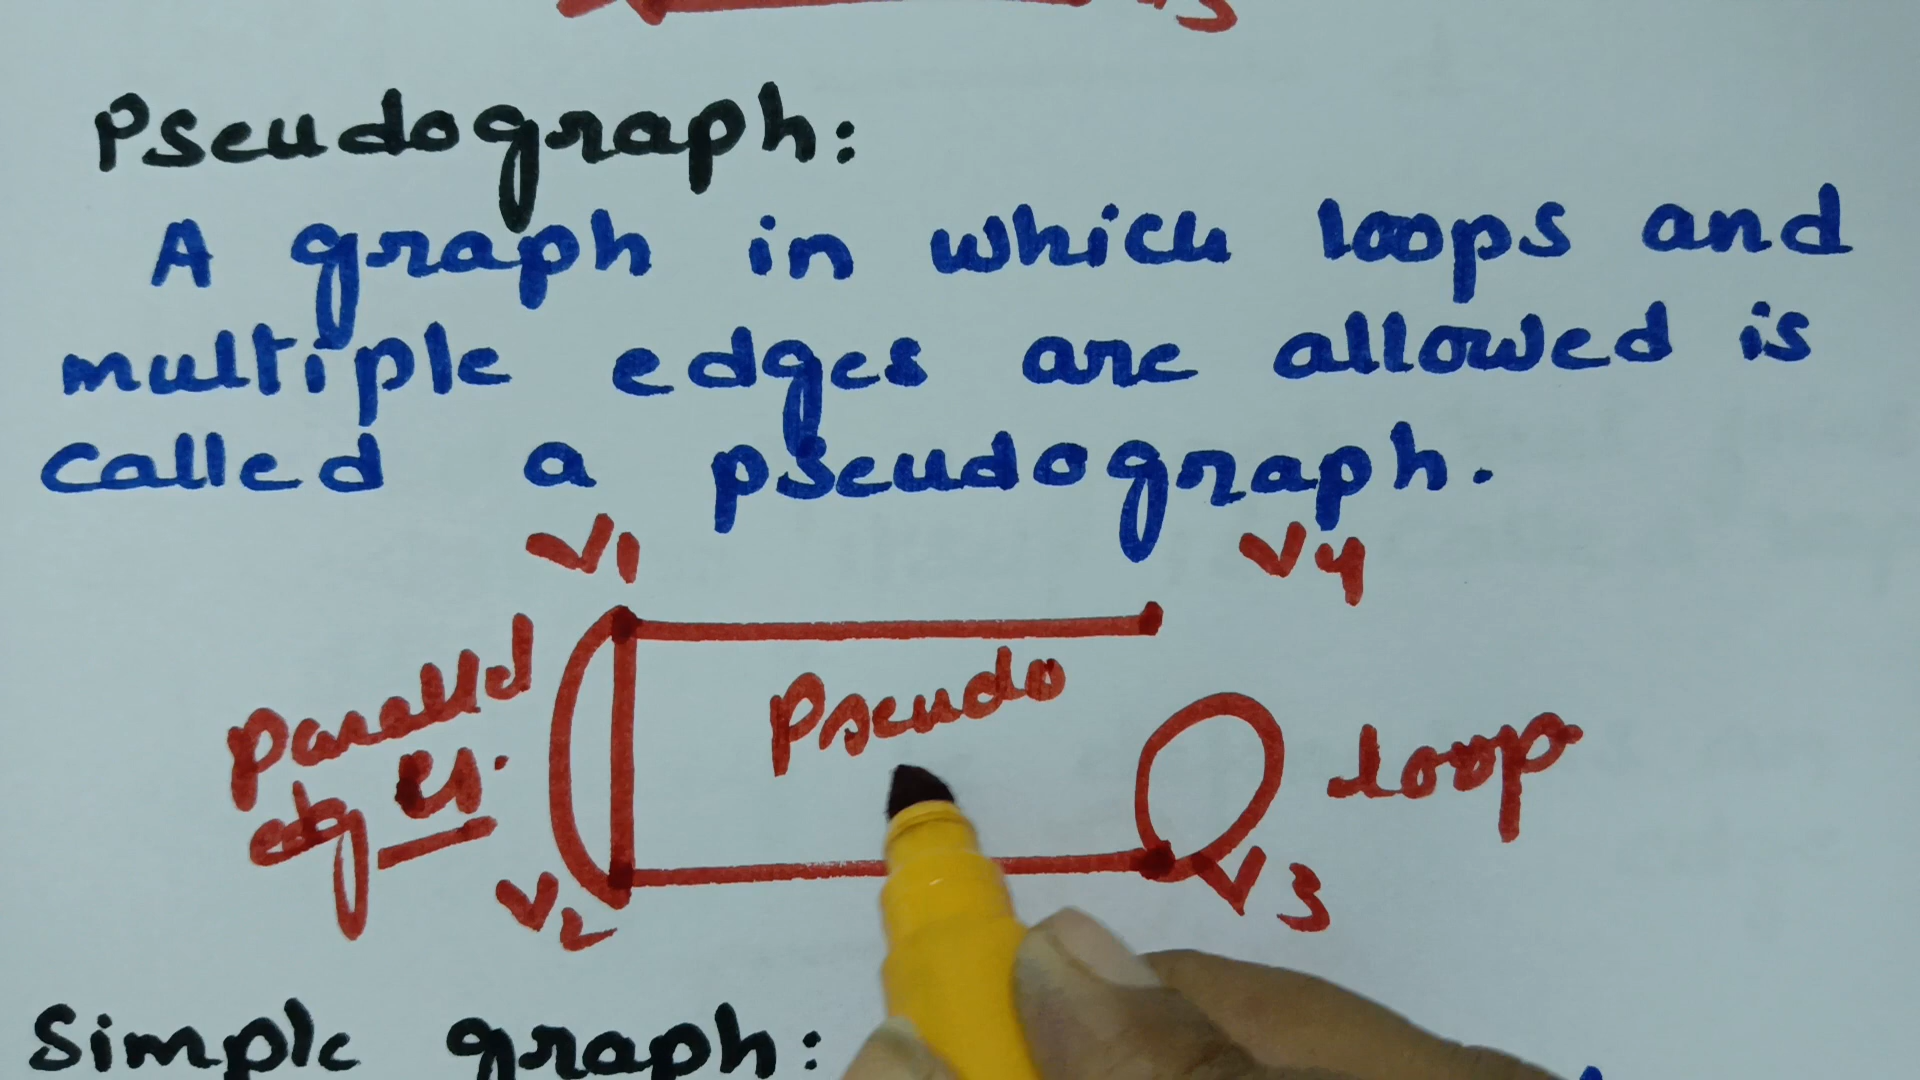 Pseudograph:
A graph in which loops and
multiple edges are allowed is
called a pseudograph.
V1
V4
Parallel
edges.
Pseudo
loop
V2
V3
Simple graph: